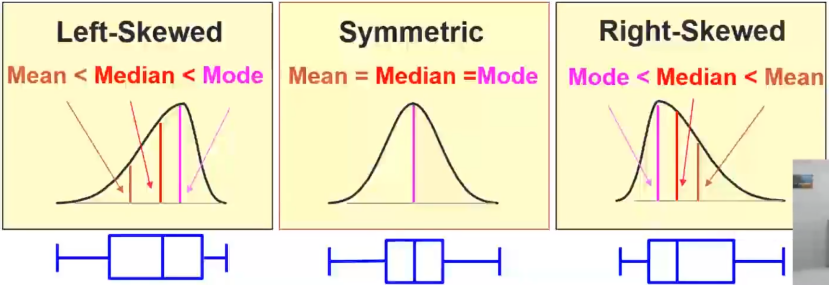 Left-Skewed
Mean < Median < Mode
Symmetric
Mean = Median =Mode
Right-Skewed
Mode < Median < Mean